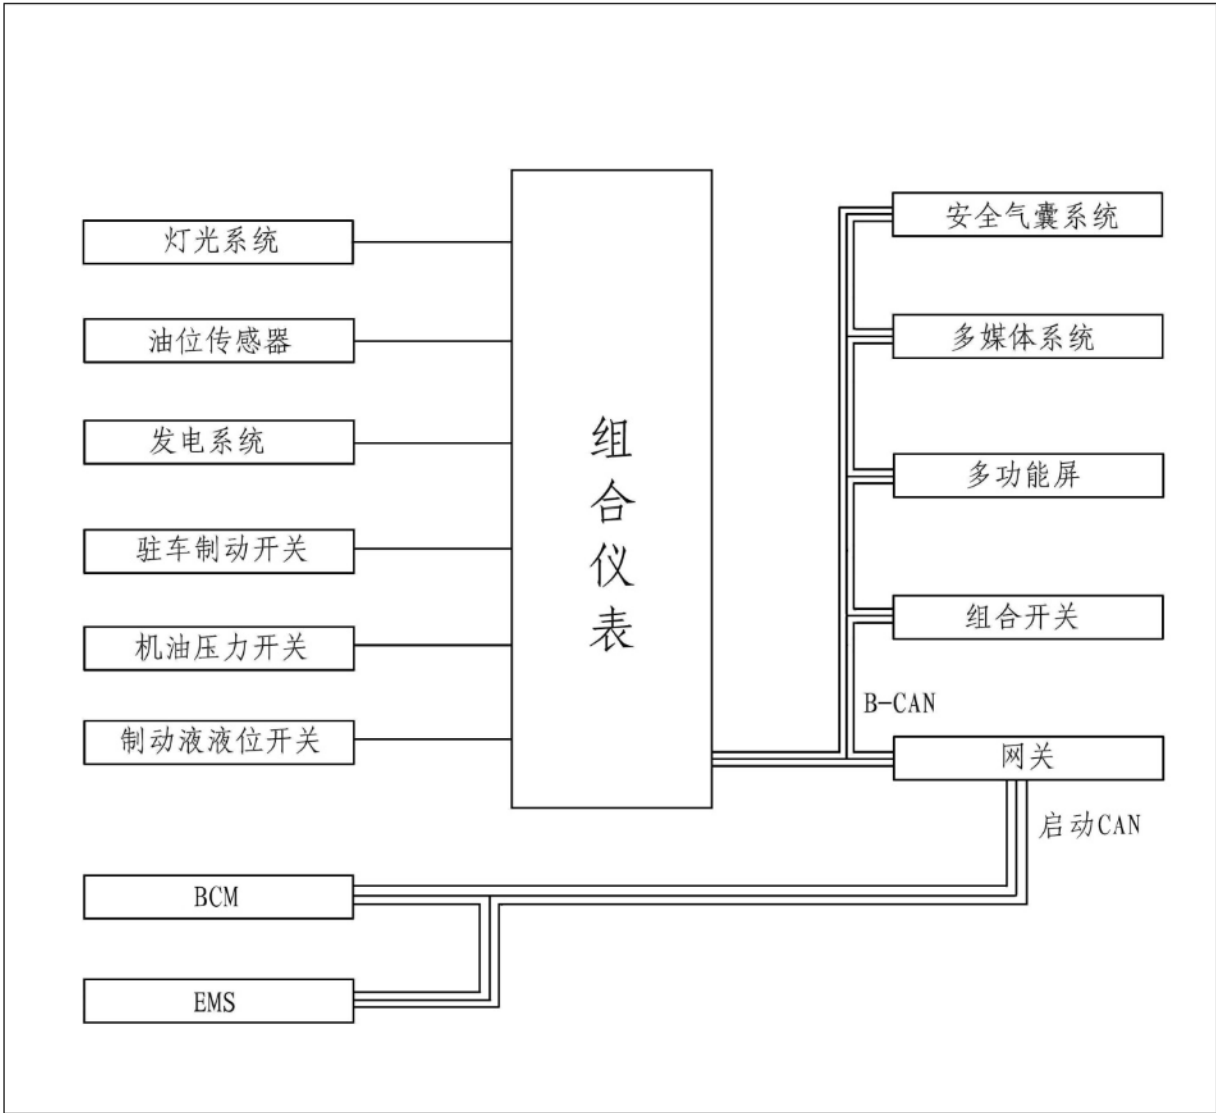 灯光系统
油位传感器
发电系统
驻车制动开关
机油压力开关
制动液液位开关
组合仪表
安全气囊系统
多媒体系统
多功能屏
组合开关
B-CAN
网关
启动CAN
BCM
EMS